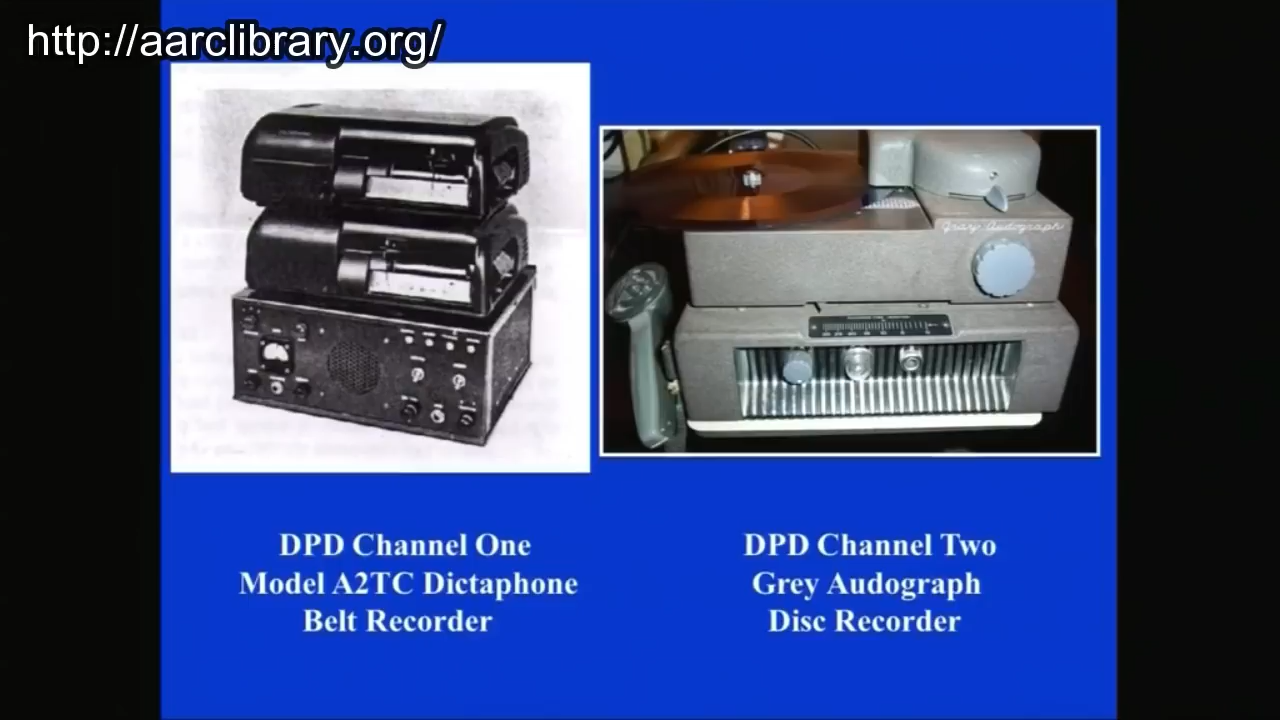 http://aarclibrary.org/
Gray Audograph
DPD Channel One
Model A2TC Dictaphone
Belt Recorder
DPD Channel Two
Grey Audograph
Disc Recorder